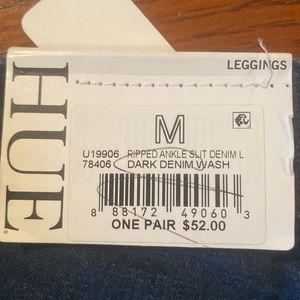 HUE
LEGGINGS
M
U19906 RIPPED ANKLE SLIT DENIM L
78406 DARK DENIM WASH
8 88172 49060 3
ONE PAIR $52.00